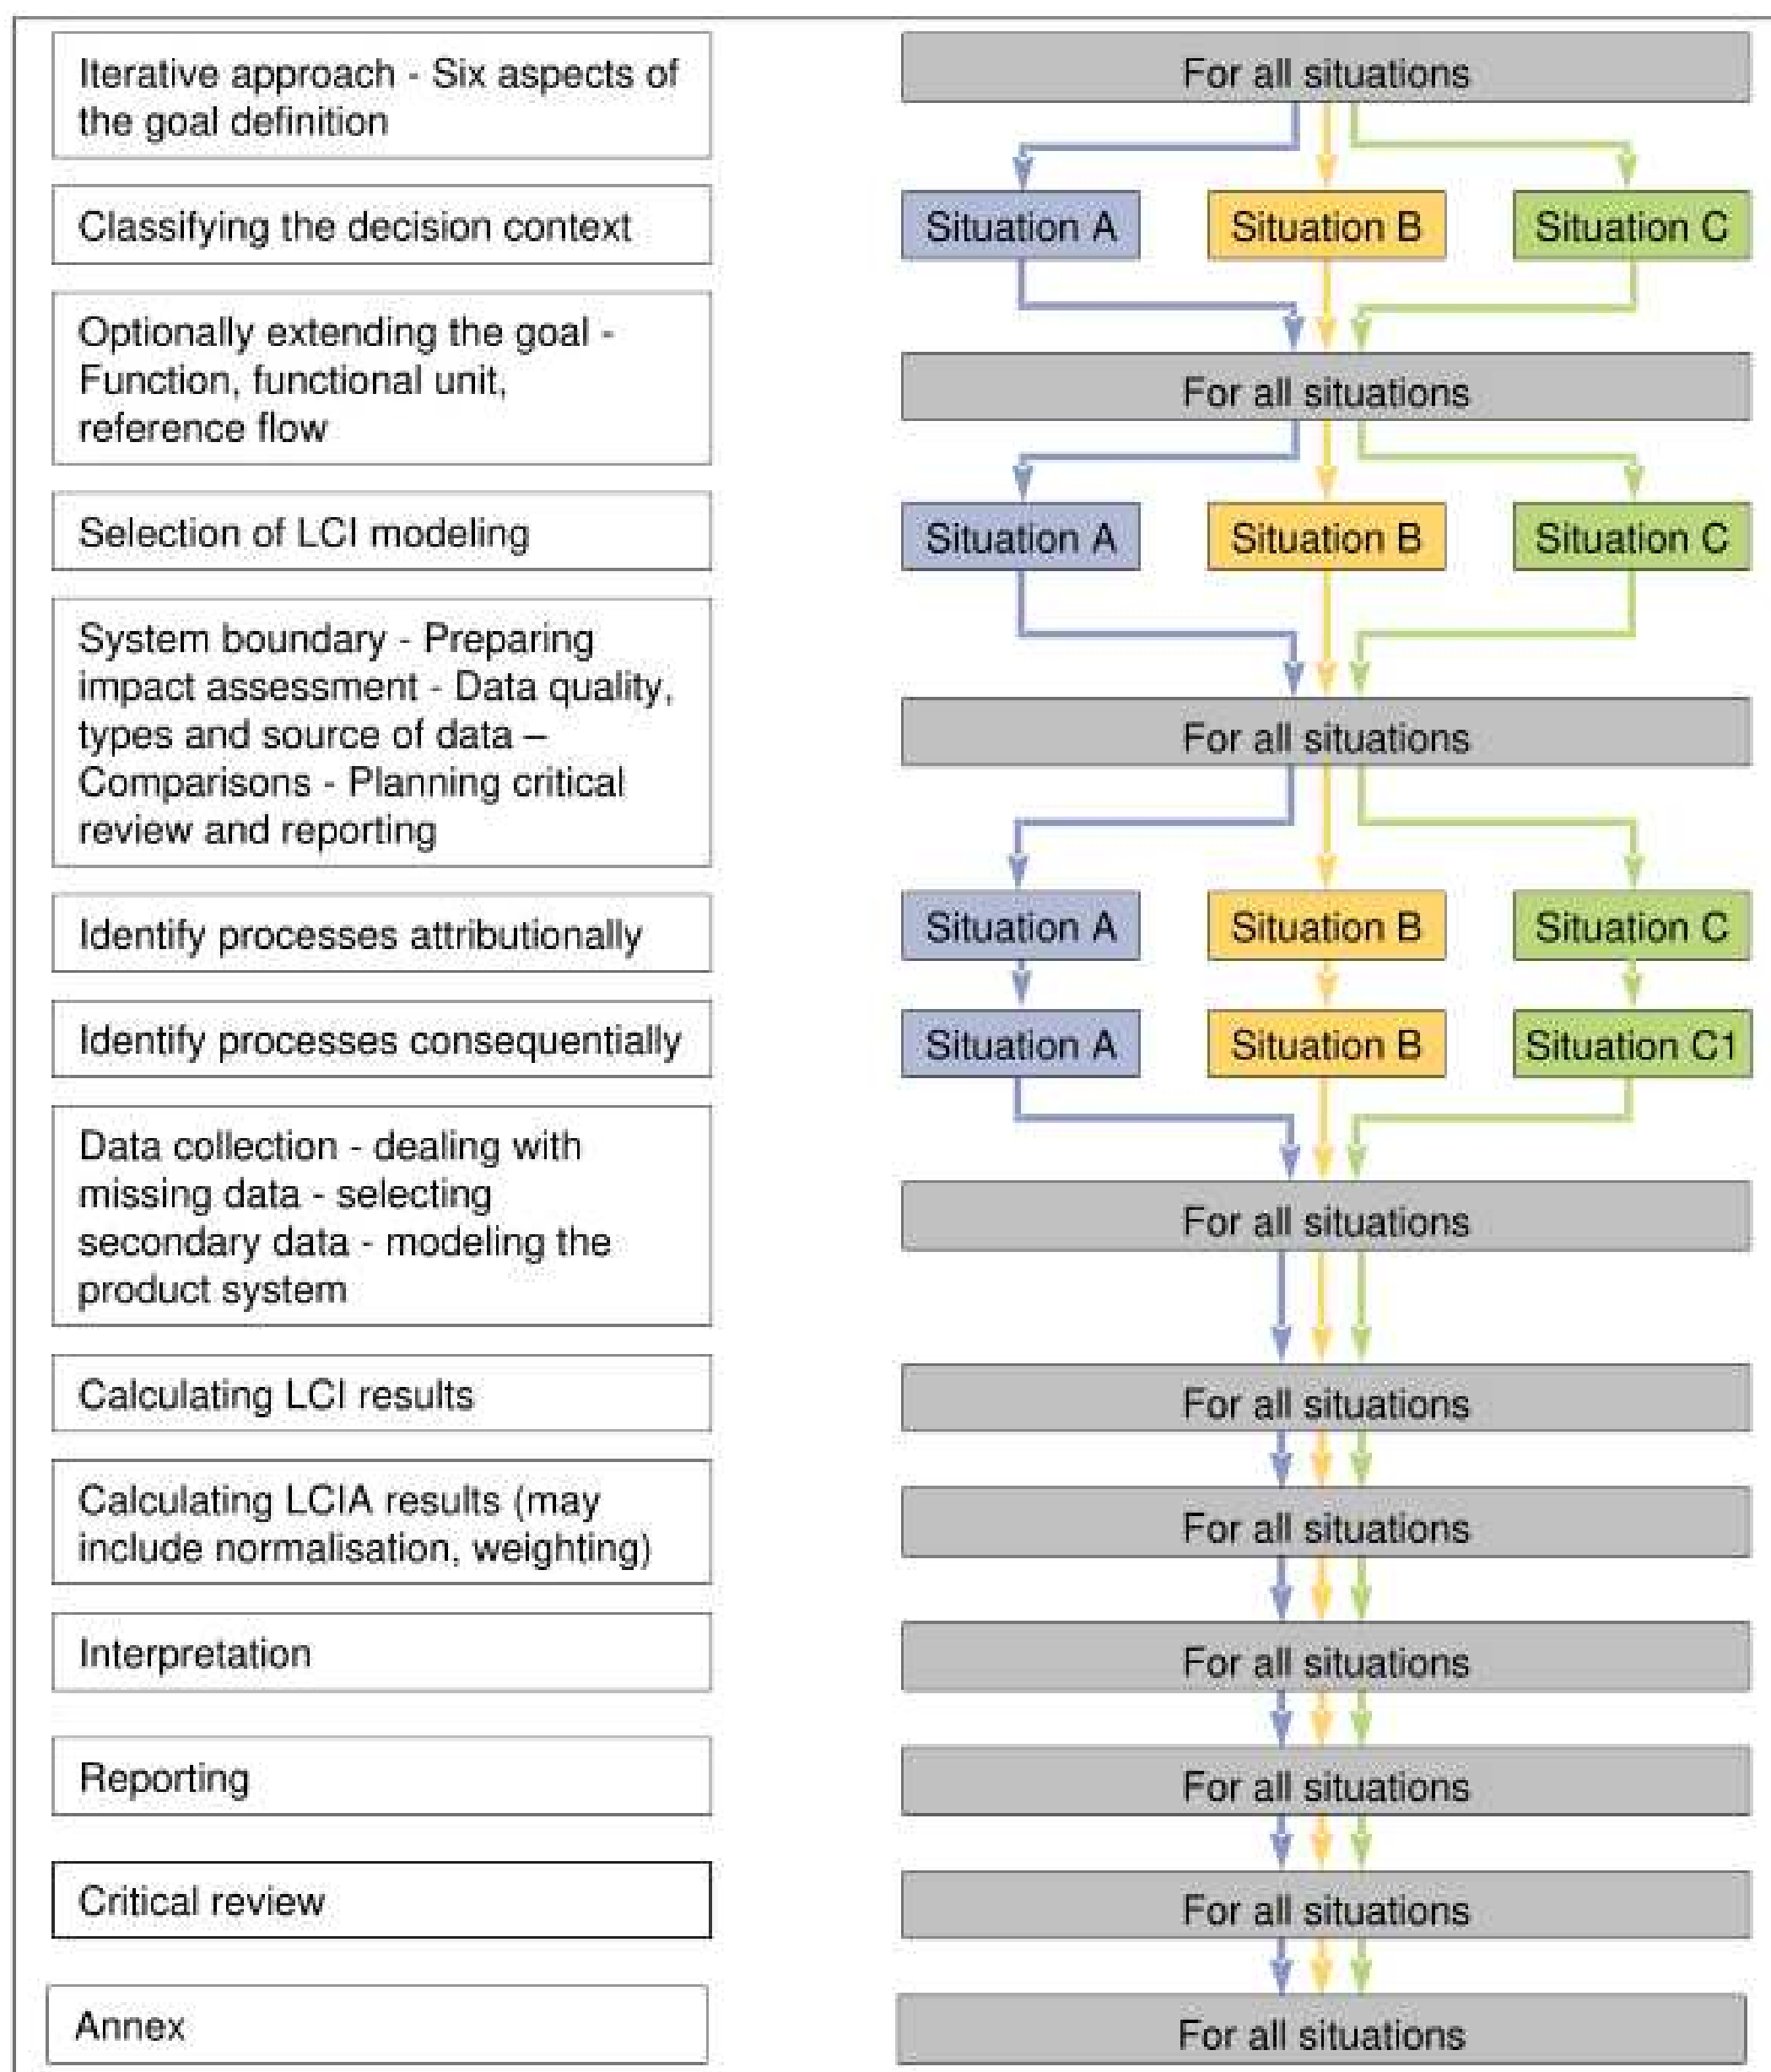 Iterative approach - Six aspects of
the goal definition
For all situations
Classifying the decision context
Situation A
Situation B
Situation C
Optionally extending the goal -
Function, functional unit,
reference flow
For all situations
Selection of LCI modeling
Situation A
Situation B
Situation C
System boundary - Preparing
impact assessment - Data quality,
types and source of data –
Comparisons - Planning critical
review and reporting
For all situations
Identify processes attributionally
Situation A
Situation B
Situation C
Identify processes consequentially
Situation A
Situation B
Situation C1
Data collection - dealing with
missing data - selecting
secondary data - modeling the
product system
For all situations
Calculating LCI results
For all situations
Calculating LCIA results (may
include normalisation, weighting)
For all situations
Interpretation
For all situations
Reporting
For all situations
Critical review
For all situations
Annex
For all situations